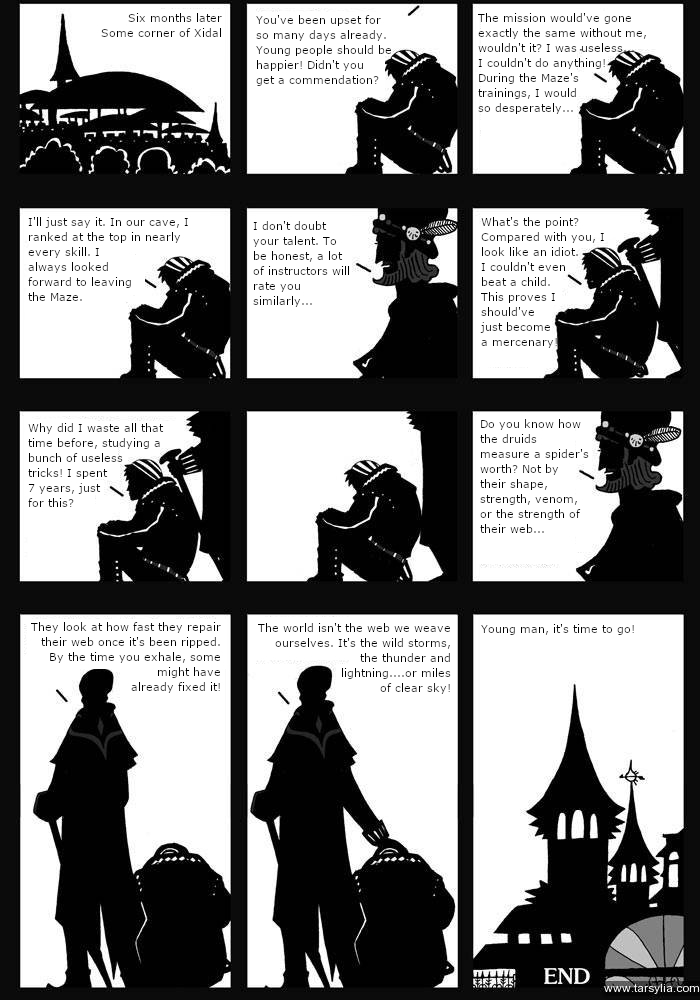 Six months later
Some corner of Xidal
You've been upset for
so many days already.
Young people should be
happier! Didn't you
get a commendation?
The mission would've gone
exactly the same without me,
wouldn't it? I was useless...
I couldn't do anything!
During the Maze's
trainings, I would
so desperately...
I'll just say it. In our cave, I
ranked at the top in nearly
every skill. I
always looked
forward to leaving
the Maze.
I don't doubt
your talent. To
be honest, a lot
of instructors will
rate you
similarly...
What's the point?
Compared with you, I
look like an idiot.
I couldn't even
beat a child.
This proves I
should've
just become
a mercenary!
Why did I waste all that
time before, studying a
bunch of useless
tricks! I spent
7 years, just
for this?
Do you know how
the druids
measure a spider's
worth? Not by
their shape,
strength, venom,
or the strength of
their web...
They look at how fast they repair
their web once it's been ripped.
By the time you exhale, some
might have
already fixed it!
The world isn't the web we weave
ourselves. It's the wild storms,
the thunder and
lightning....or miles
of clear sky!
Young man, it's time to go!
END
www.tarsylia.com